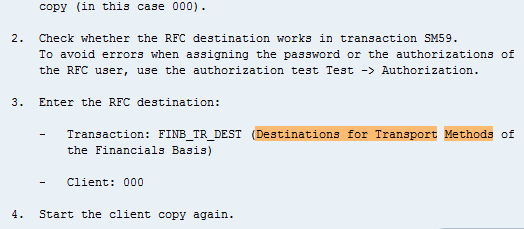 copy (in this case 000).
2. Check whether the RFC destination works in transaction SM59.
To avoid errors when assigning the password or the authorizations of
the RFC user, use the authorization test Test -> Authorization.
3. Enter the RFC destination:
- Transaction: FINB_TR_DEST (Destinations for Transport Methods of
the Financials Basis)
- Client: 000
4. Start the client copy again.